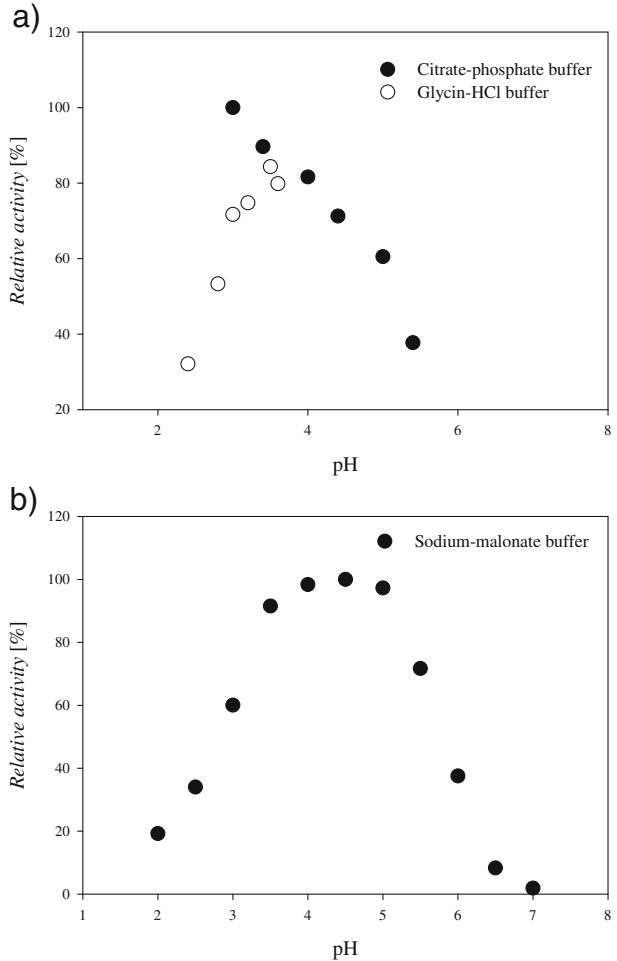 a)
120
100
80
60
40
20
Relative activity [%]
Citrate-phosphate buffer
Glycin-HCl buffer
2
4
6
8
pH
b)
120
100
80
60
40
20
0
Relative activity [%]
Sodium-malonate buffer
1
2
3
4
5
6
7
8
pH